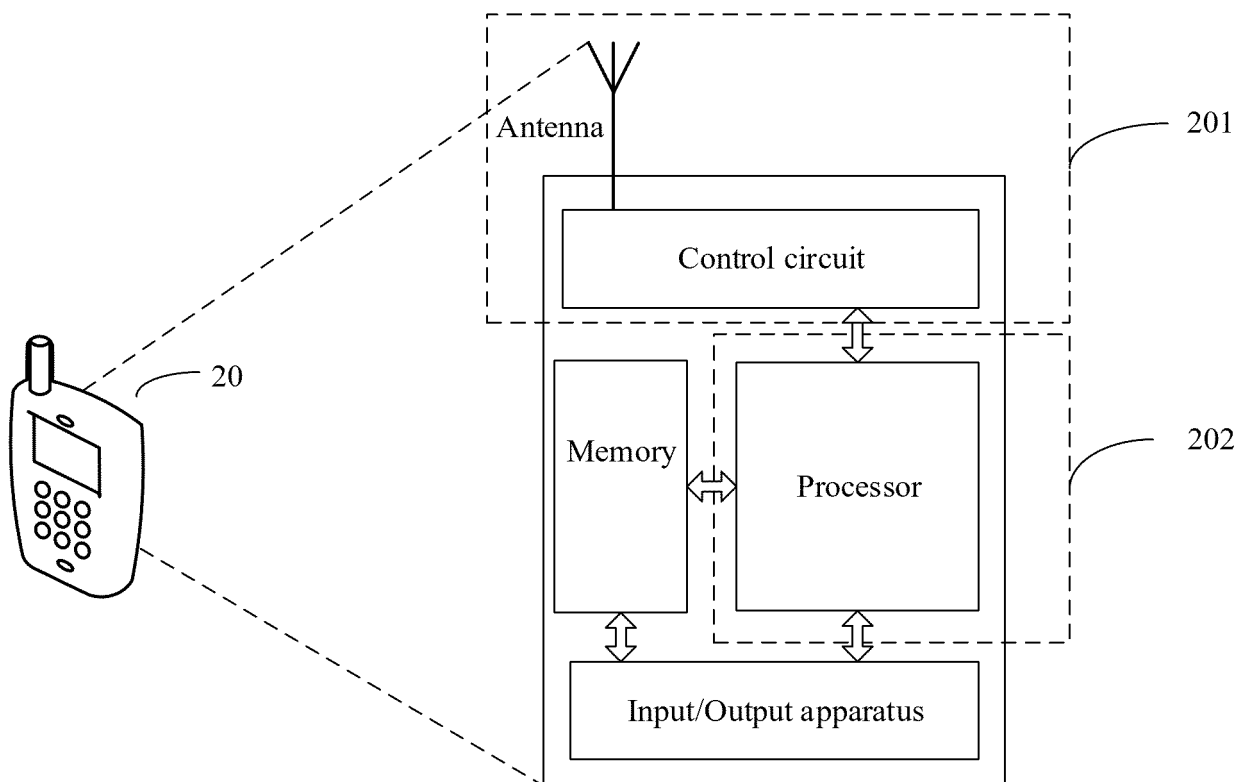 Antenna
201
Control circuit
20
Memory
Processor
202
Input/Output apparatus